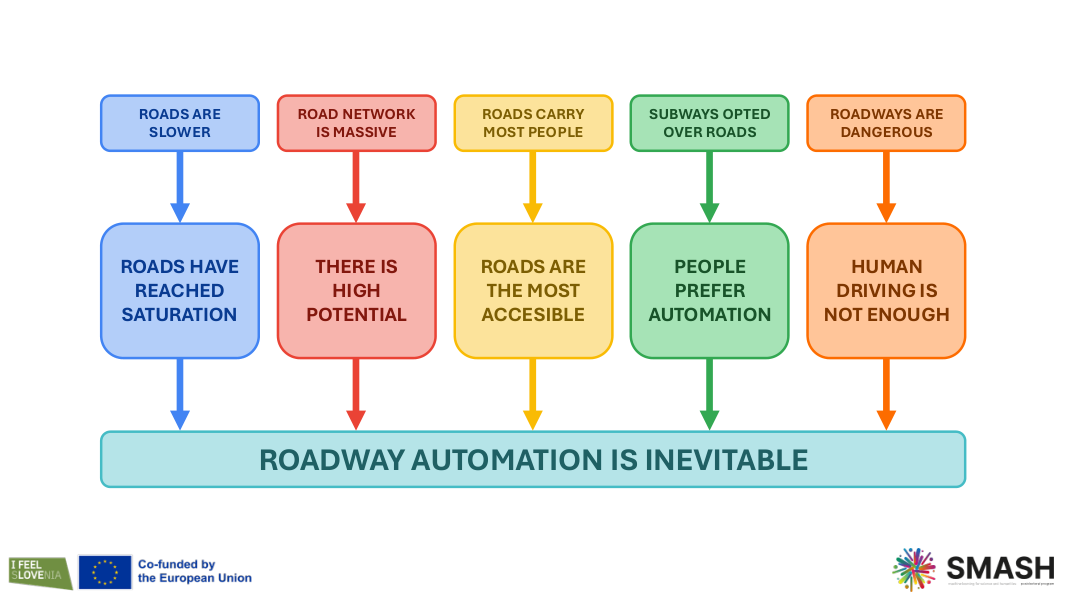 ROADS ARE
SLOWER
ROAD NETWORK
IS MASSIVE
ROADS CARRY
MOST PEOPLE
SUBWAYS OPTED
OVER ROADS
ROADWAYS ARE
DANGEROUS
ROADS HAVE
REACHED
SATURATION
THERE IS
HIGH
POTENTIAL
ROADS ARE
THE MOST
ACCESIBLE
PEOPLE
PREFER
AUTOMATION
HUMAN
DRIVING IS
NOT ENOUGH
ROADWAY AUTOMATION IS INEVITABLE
I FEEL
SLOVENIA
Co-funded by
the European Union
SMASH